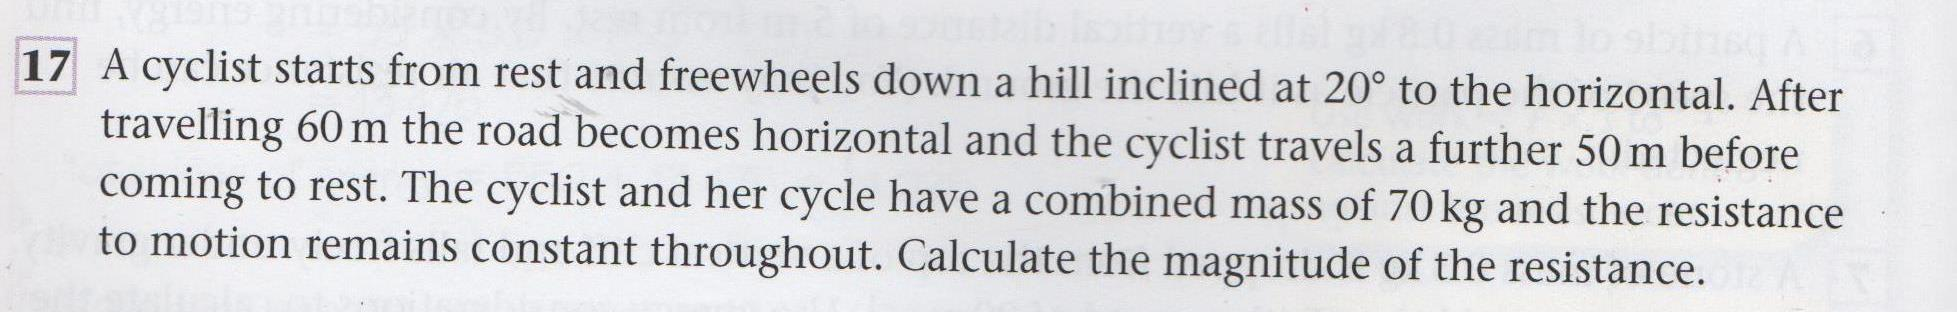 17 A cyclist starts from rest and freewheels down a hill inclined at 20° to the horizontal. After
travelling 60 m the road becomes horizontal and the cyclist travels a further 50 m before
coming to rest. The cyclist and her cycle have a combined mass of 70 kg and the resistance
to motion remains constant throughout. Calculate the magnitude of the resistance.